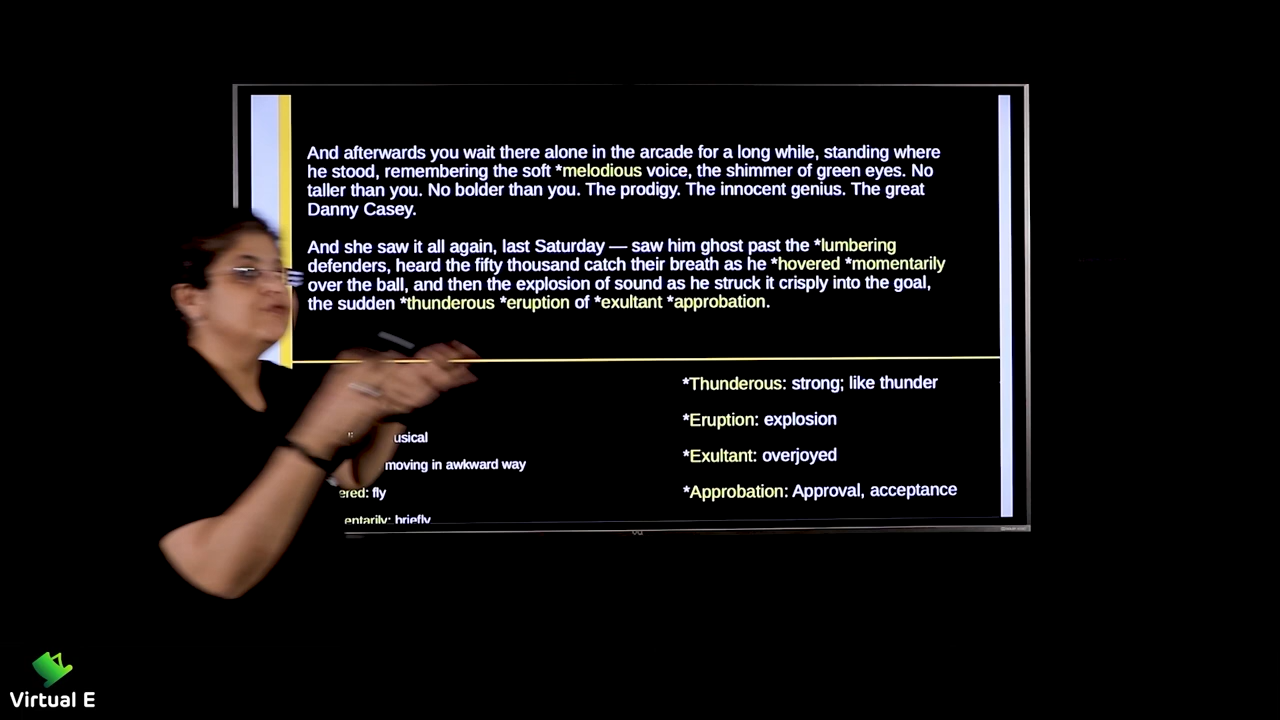 And afterwards you wait there alone in the arcade for a long while, standing where
he stood, remembering the soft *melodious voice, the shimmer of green eyes. No
taller than you. No bolder than you. The prodigy. The innocent genius. The great
Danny Casey.
And she saw it all again, last Saturday — saw him ghost past the *lumbering
defenders, heard the fifty thousand catch their breath as he *hovered *momentarily
over the ball, and then the explosion of sound as he struck it crisply into the goal,
the sudden *thunderous *eruption of *exultant *approbation.
usical
moving in awkward way
ered: fly
entarily: briefly
*Thunderous: strong; like thunder
*Eruption: explosion
*Exultant: overjoyed
*Approbation: Approval, acceptance
Virtual E